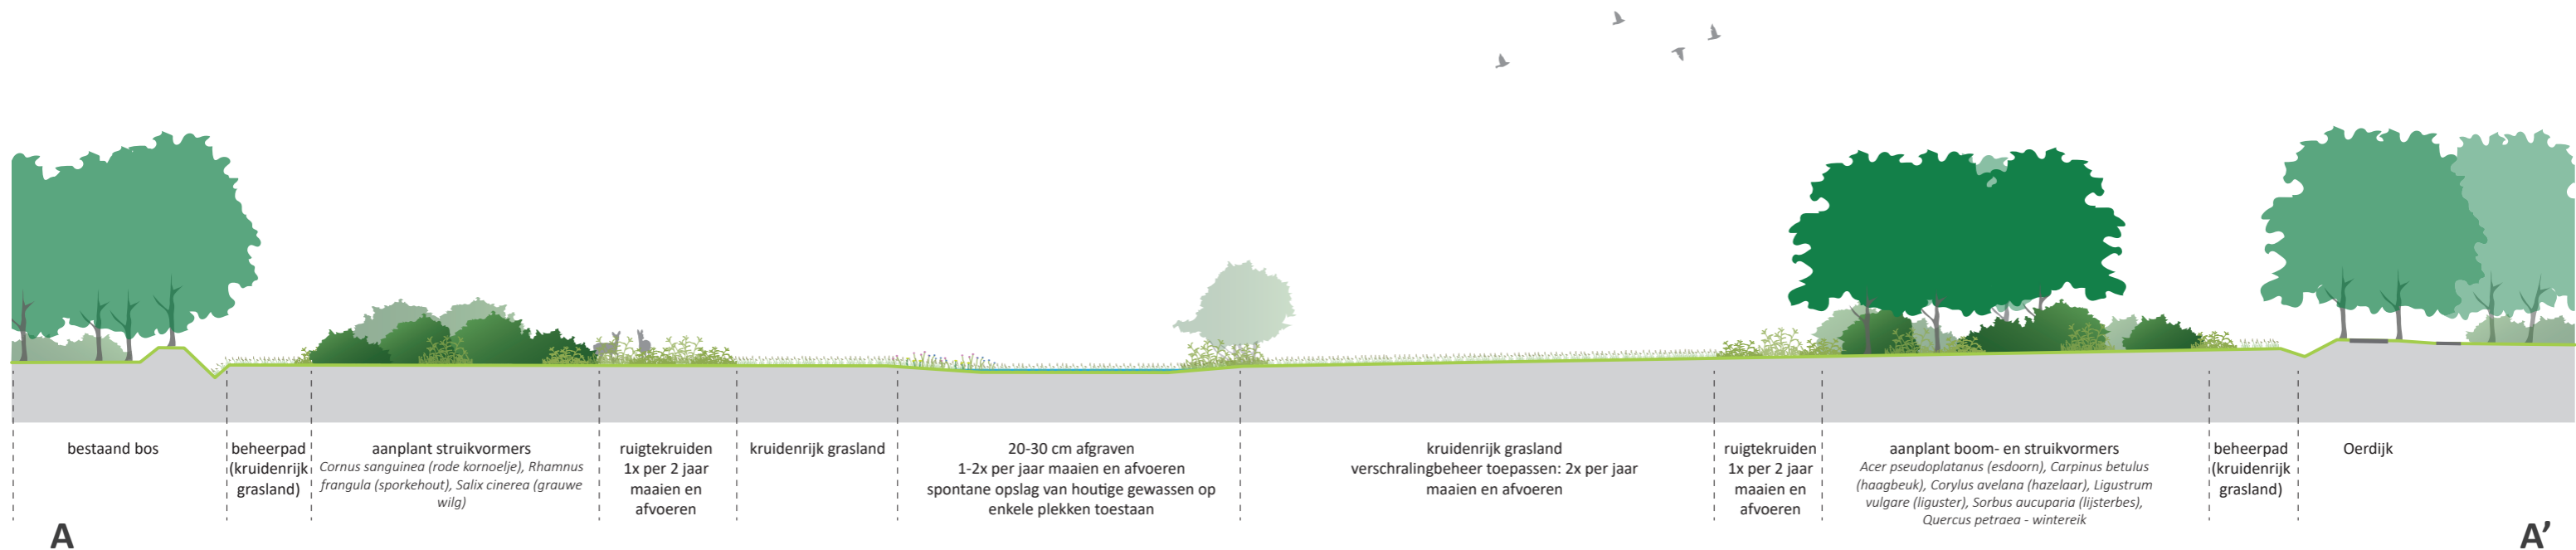 bestaand bos
beheerpad
(kruidenrijk
grasland)
aanplant struikvormers
Cornus sanguinea (rode kornoelje), Rhamnus
frangula (sporkehout), Salix cinerea (grauwe
wilg)
ruigtekruiden
1x per 2 jaar
maaien en
afvoeren
kruidenrijk grasland
20-30 cm afgraven
1-2x per jaar maaien en afvoeren
spontane opslag van houtige gewassen op
enkele plekken toestaan
kruidenrijk grasland
verschralingbeheer toepassen: 2x per jaar
maaien en afvoeren
ruigtekruiden
1x per 2 jaar
maaien en
afvoeren
aanplant boom- en struikvormers
Acer pseudoplatanus (esdoorn), Carpinus betulus
(haagbeuk), Corylus avelana (hazelaar), Ligustrum
vulgare (liguster), Sorbus aucuparia (lijsterbes),
Quercus petraea - wintereik
beheerpad
(kruidenrijk
grasland)
Oerdijk
A
A'